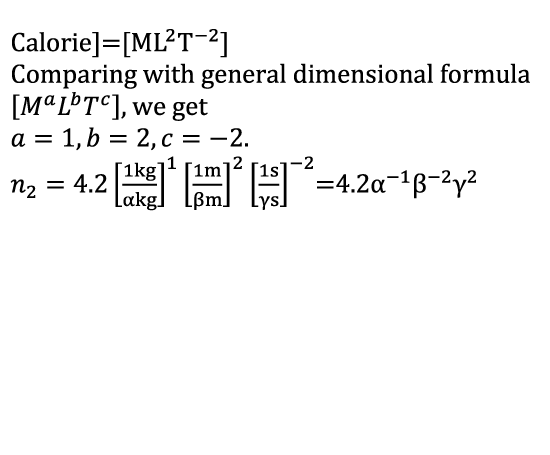 Calorie]=[ML²T⁻²]
Comparing with general dimensional formula
[MᵃLᵇTᶜ], we get
a = 1, b = 2, c = −2.
n₂ = 4.2 [1kg/αkg]¹ [1m/βm]² [1s/γs]⁻² =4.2α⁻¹β⁻²γ²